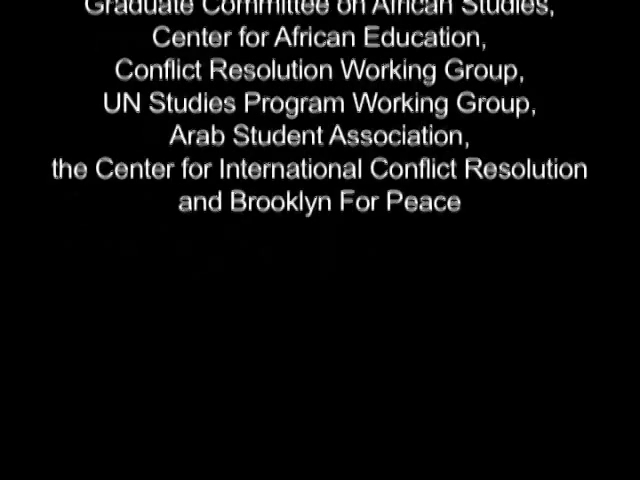 Graduate Committee on African Studies,
Center for African Education,
Conflict Resolution Working Group,
UN Studies Program Working Group,
Arab Student Association,
the Center for International Conflict Resolution
and Brooklyn For Peace